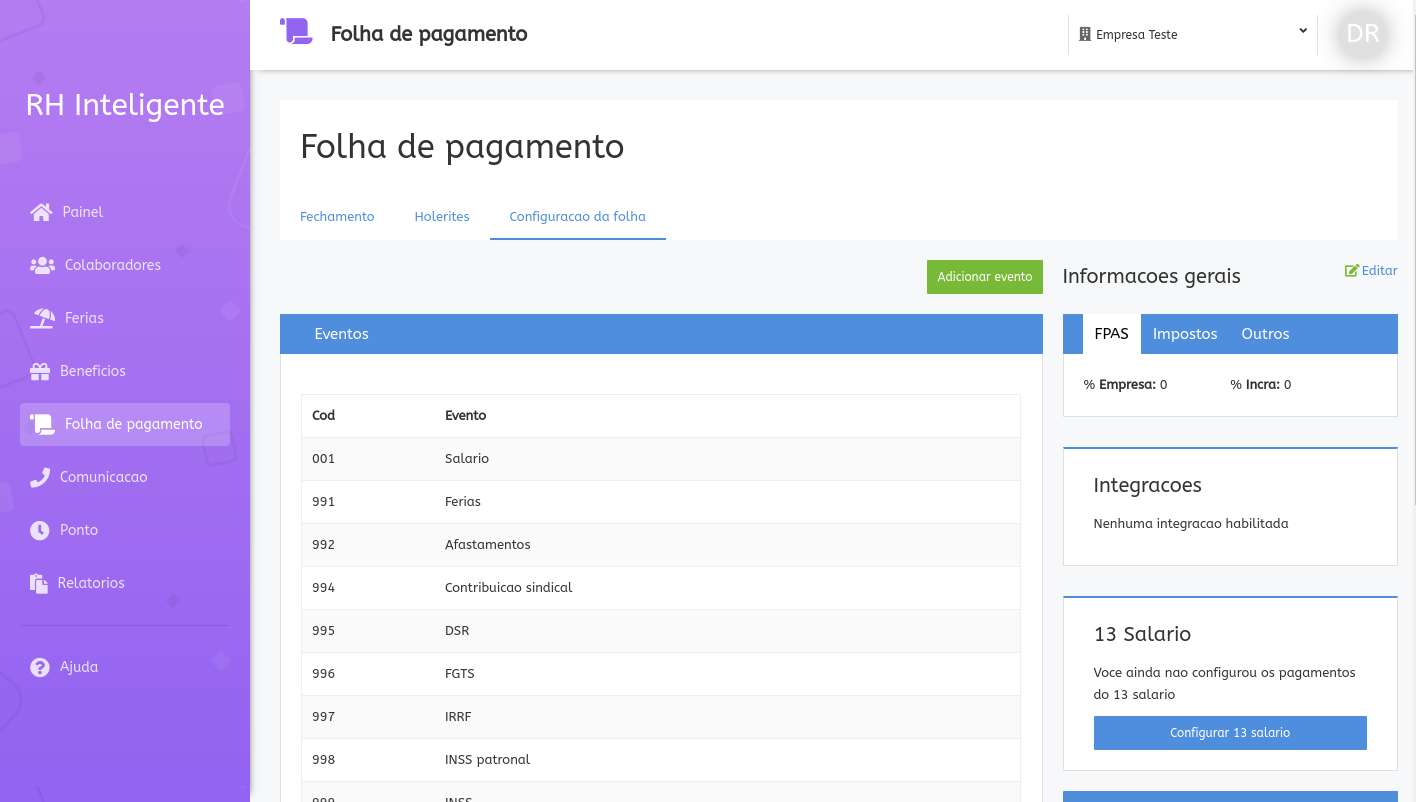 RH Inteligente
Painel
Colaboradores
Ferias
Beneficios
Folha de pagamento
Comunicacao
Ponto
Relatorios
Ajuda
Folha de pagamento
Empresa Teste
DR
Folha de pagamento
Fechamento Holerites Configuracao da folha
Adicionar evento
Eventos
Cod Evento
001 Salario
991 Ferias
992 Afastamentos
994 Contribuicao sindical
995 DSR
996 FGTS
997 IRRF
998 INSS patronal
999 INSS
Informacoes gerais
Editar
FPAS Impostos Outros
% Empresa: 0 % Incra: 0
Integracoes
Nenhuma integracao habilitada
13 Salario
Voce ainda nao configurou os pagamentos
do 13 salario
Configurar 13 salario